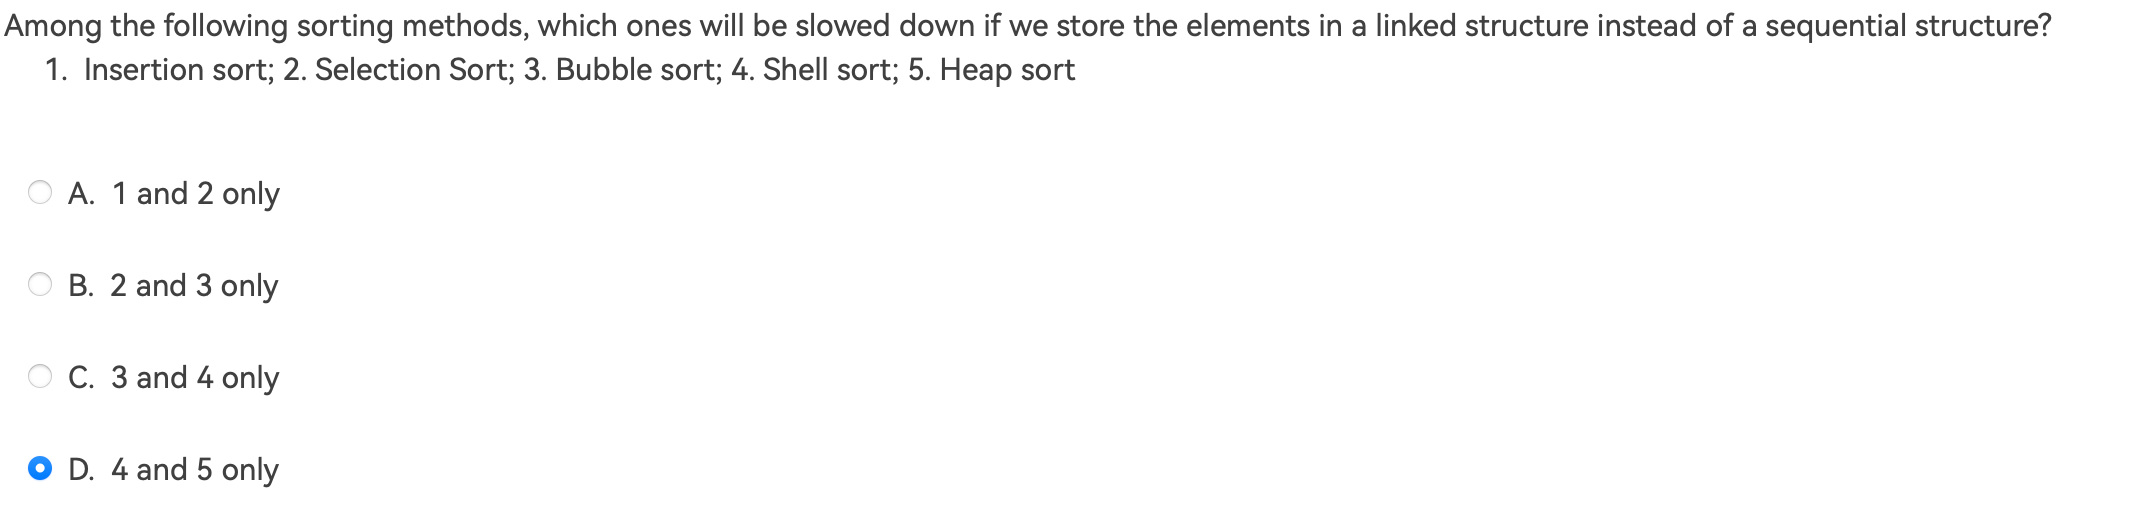 Among the following sorting methods, which ones will be slowed down if we store the elements in a linked structure instead of a sequential structure?
1. Insertion sort; 2. Selection Sort; 3. Bubble sort; 4. Shell sort; 5. Heap sort
A. 1 and 2 only
B. 2 and 3 only
C. 3 and 4 only
D. 4 and 5 only